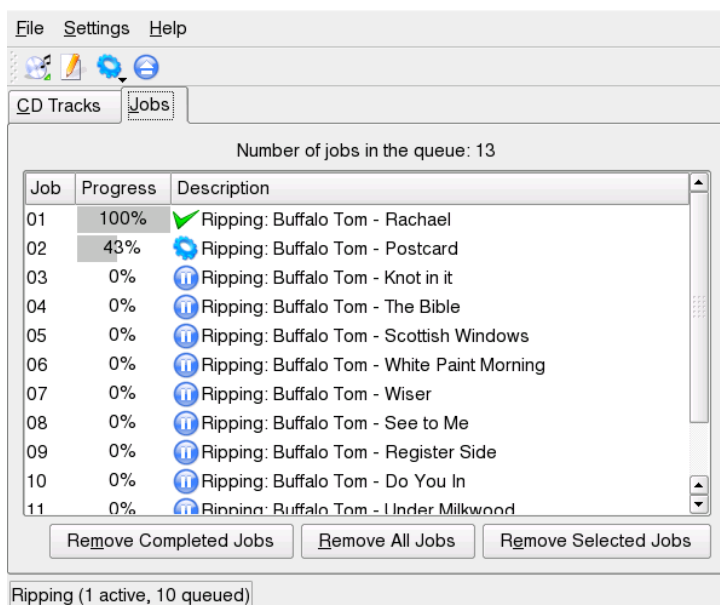 File Settings Help
CD Tracks Jobs
Number of jobs in the queue: 13
Job Progress Description
01 100% Ripping: Buffalo Tom - Rachael
02 43% Ripping: Buffalo Tom - Postcard
03 0% Ripping: Buffalo Tom - Knot in it
04 0% Ripping: Buffalo Tom - The Bible
05 0% Ripping: Buffalo Tom - Scottish Windows
06 0% Ripping: Buffalo Tom - White Paint Morning
07 0% Ripping: Buffalo Tom - Wiser
08 0% Ripping: Buffalo Tom - See to Me
09 0% Ripping: Buffalo Tom - Register Side
10 0% Ripping: Buffalo Tom - Do You In
11 0% Ripping: Buffalo Tom - Under Milkwood
Remove Completed Jobs Remove All Jobs Remove Selected Jobs
Ripping (1 active, 10 queued)